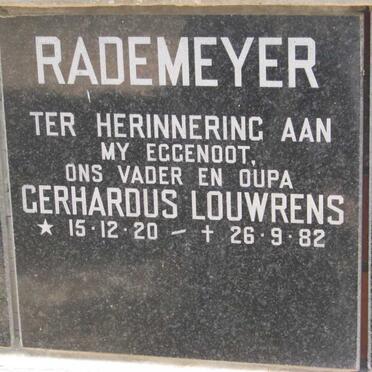 RADEMEYER
TER HERINNERING AAN
MY EGGENOOT,
ONS VADER EN OUPA
GERHARDUS LOUWRENS
★ 15·12·20 – † 26·9·82